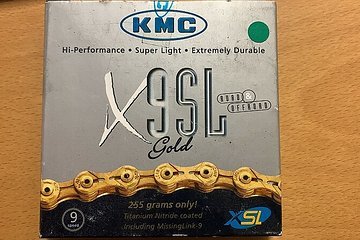 KMC
Hi-Performance • Super Light • Extremely Durable
X9SL
ROAD & OFFROAD
Gold
255 grams only!
Titanium Nitride coated
Including MissingLink-9
9
speed
XSL